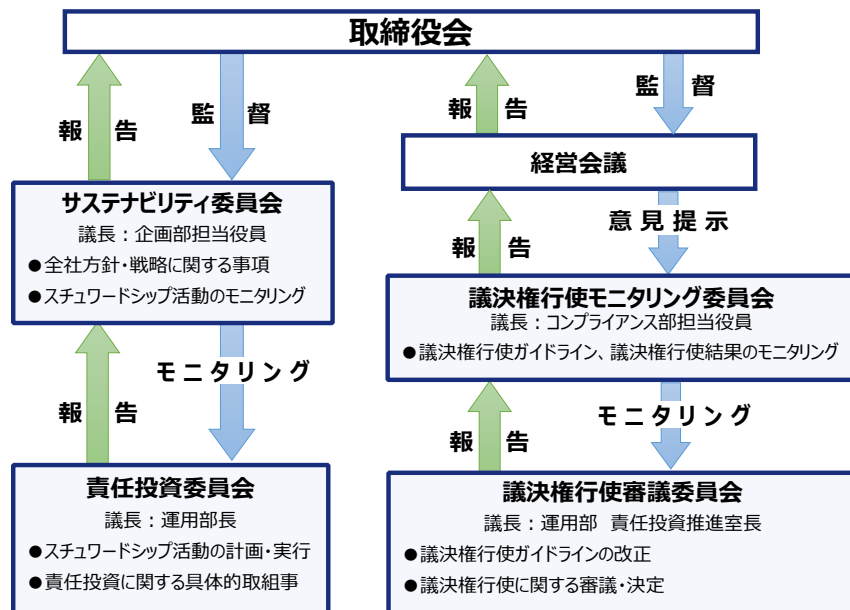 取締役会
報 告
監 督
報 告
監 督
経営会議
サステナビリティ委員会
議長：企画部担当役員
●全社方針・戦略に関する事項
●スチュワードシップ活動のモニタリング
報 告
意見提示
議決権行使モニタリング委員会
議長：コンプライアンス部担当役員
●議決権行使ガイドライン、議決権行使結果のモニタリング
報 告
モニタリング
報 告
モニタリング
責任投資委員会
議長：運用部長
●スチュワードシップ活動の計画・実行
●責任投資に関する具体的取組事
議決権行使審議委員会
議長：運用部 責任投資推進室長
●議決権行使ガイドラインの改正
●議決権行使に関する審議・決定